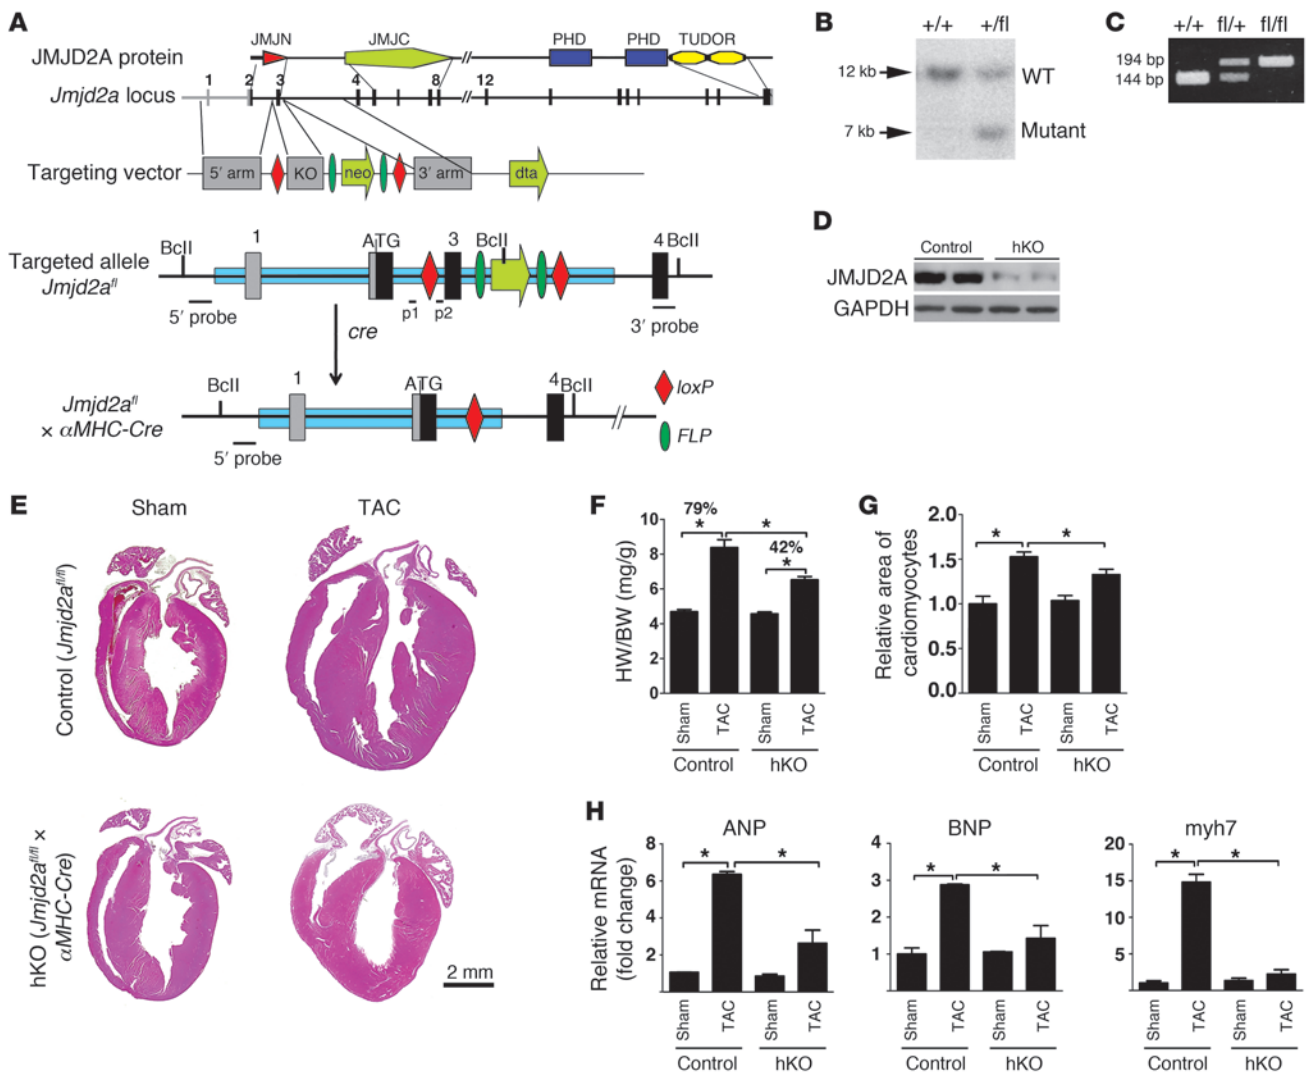 A
JMJN
JMJC
PHD
PHD
TUDOR
JMJD2A protein
//
1
2
3
4
8
12
Jmjd2a locus
//
Targeting vector
5′ arm
KO
neo
3′ arm
dta
BclI
1
ATG
3
BclI
4 BclI
Targeted allele
Jmjd2a^fl
5′ probe
p1
p2
3′ probe
cre
BclI
1
ATG
4 BclI
Jmjd2a^fl
× αMHC-Cre
//
loxP
FLP
5′ probe
B
+/+
+/fl
12 kb
WT
7 kb
Mutant
C
+/+
fl/+
fl/fl
194 bp
144 bp
D
Control
hKO
JMJD2A
GAPDH
E
Sham
TAC
Control (Jmjd2a^fl/fl)
hKO (Jmjd2a^fl/fl ×
αMHC-Cre)
2 mm
F
HW/BW (mg/g)
10
8
6
4
2
0
79%
*
*
42%
*
Sham
TAC
Sham
TAC
Control
hKO
G
Relative area of
cardiomyocytes
2.0
1.5
1.0
0.5
0.0
*
*
Sham
TAC
Sham
TAC
Control
hKO
H
Relative mRNA
(fold change)
ANP
8
6
4
2
*
*
Sham
TAC
Sham
TAC
Control
hKO
BNP
4
3
2
1
*
*
Sham
TAC
Sham
TAC
Control
hKO
myh7
20
15
10
5
*
*
Sham
TAC
Sham
TAC
Control
hKO